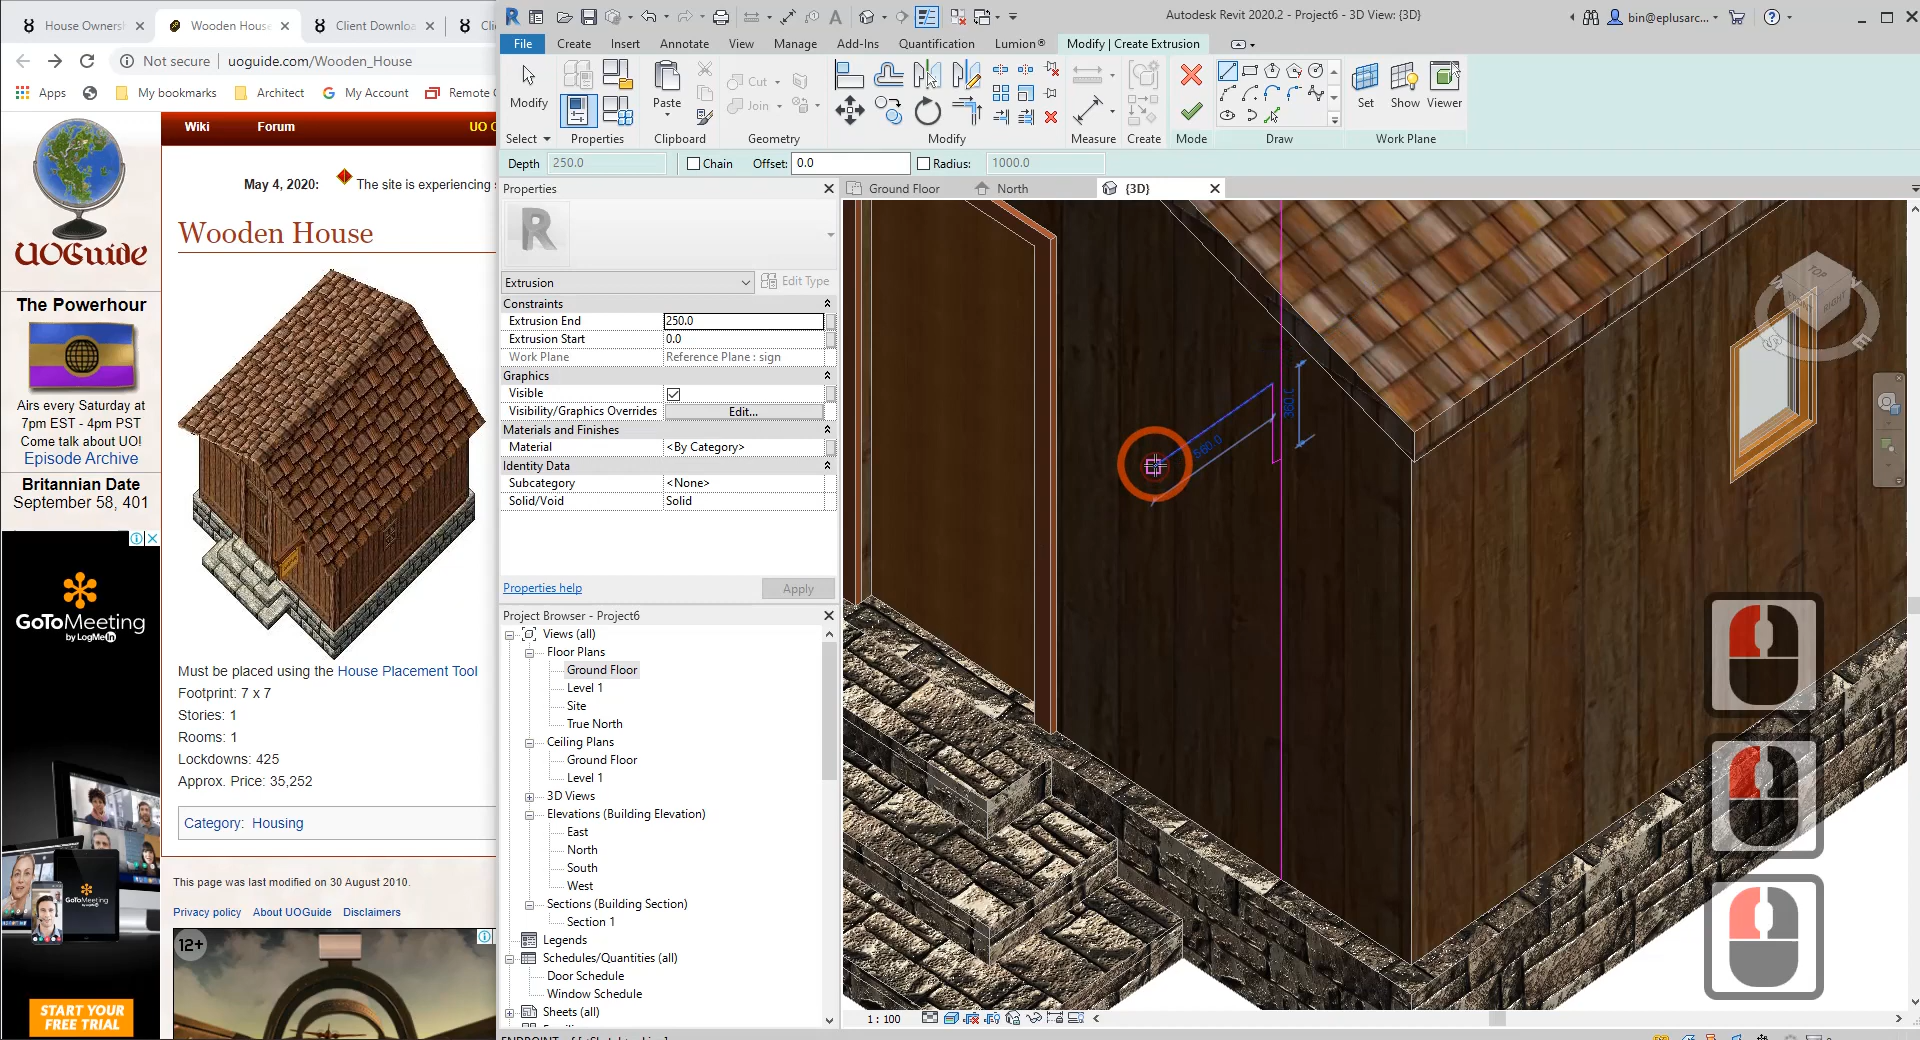 House Ownersh
Wooden House
Client Downloa
Cli
Not secure
uoguide.com/Wooden_House
Apps
My bookmarks
Architect
My Account
Remote C
Wiki
Forum
UO C
UOGuide
The Powerhour
Airs every Saturday at
7pm EST - 4pm PST
Come talk about UO!
Episode Archive
Britannian Date
September 58, 401
May 4, 2020:
The site is experiencing s
Wooden House
Must be placed using the House Placement Tool
Footprint: 7 x 7
Stories: 1
Rooms: 1
Lockdowns: 425
Approx. Price: 35,252
Category: Housing
This page was last modified on 30 August 2010.
Privacy policy
About UOGuide
Disclaimers
GoToMeeting
by LogMeIn
GoToMeeting
START YOUR
FREE TRIAL
12+
Autodesk Revit 2020.2 - Project6 - 3D View: {3D}
bin@eplusarc...
File
Create
Insert
Annotate
View
Manage
Add-Ins
Quantification
Lumion®
Modify | Create Extrusion
Modify
Paste
Cut
Join
Set
Show
Viewer
Select
Properties
Clipboard
Geometry
Modify
Measure
Create
Mode
Draw
Work Plane
Depth
250.0
Chain
Offset:
0.0
Radius:
1000.0
Properties
Extrusion
Edit Type
Constraints
Extrusion End
250.0
Extrusion Start
0.0
Work Plane
Reference Plane : sign
Graphics
Visible
Visibility/Graphics Overrides
Edit...
Materials and Finishes
Material
<By Category>
Identity Data
Subcategory
<None>
Solid/Void
Solid
Properties help
Apply
Project Browser - Project6
Views (all)
Floor Plans
Ground Floor
Level 1
Site
True North
Ceiling Plans
Ground Floor
Level 1
3D Views
Elevations (Building Elevation)
East
North
South
West
Sections (Building Section)
Section 1
Legends
Schedules/Quantities (all)
Door Schedule
Window Schedule
Sheets (all)
Ground Floor
North
{3D}
TOP
RIGHT
560.0
360.0
1 : 100